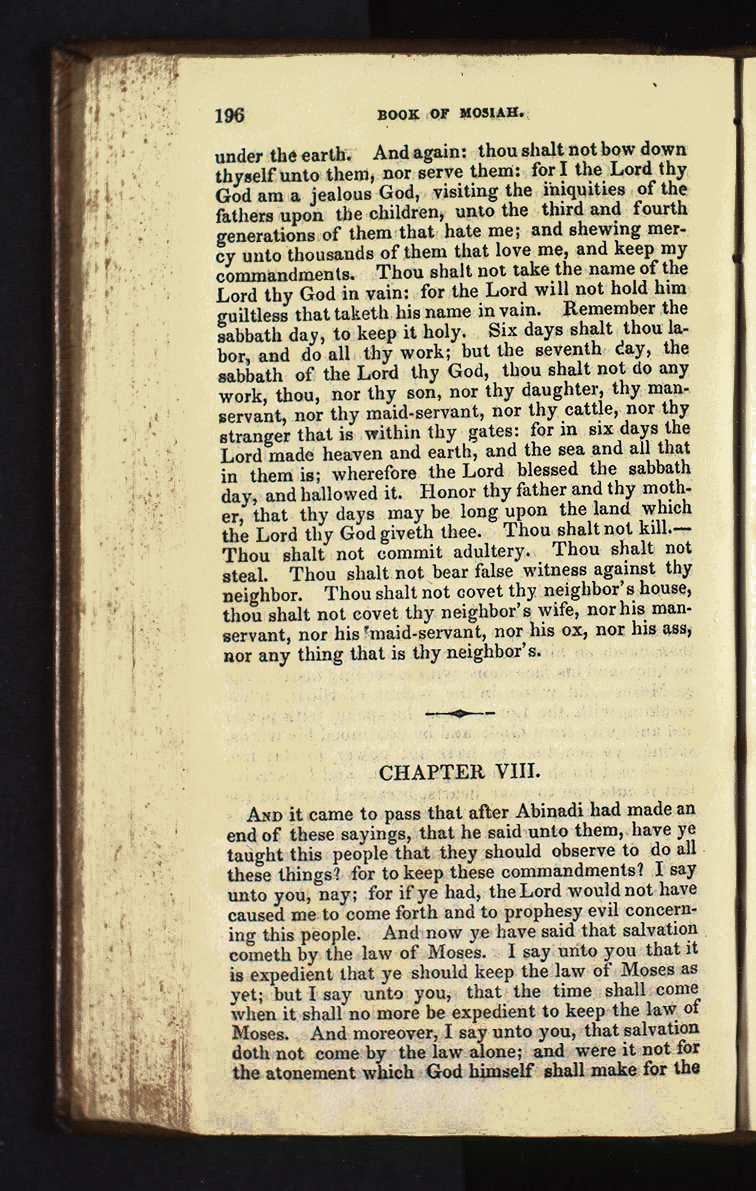 196 BOOK OF MOSIAH.
under the earth. And again: thou shalt not bow down
thyself unto them, nor serve them: for I the Lord thy
God am a jealous God, visiting the iniquities of the
fathers upon the children, unto the third and fourth
generations of them that hate me; and shewing mer-
cy unto thousands of them that love me, and keep my
commandments. Thou shalt not take the name of the
Lord thy God in vain: for the Lord will not hold him
guiltless that taketh his name in vain. Remember the
sabbath day, to keep it holy. Six days shalt thou la-
bor, and do all thy work; but the seventh day, the
sabbath of the Lord thy God, thou shalt not do any
work, thou, nor thy son, nor thy daughter, thy man-
servant, nor thy maid-servant, nor thy cattle, nor thy
stranger that is within thy gates: for in six days the
Lord made heaven and earth, and the sea and all that
in them is; wherefore the Lord blessed the sabbath
day, and hallowed it. Honor thy father and thy moth-
er, that thy days may be long upon the land which
the Lord thy God giveth thee. Thou shalt not kill.—
Thou shalt not commit adultery. Thou shalt not
steal. Thou shalt not bear false witness against thy
neighbor. Thou shalt not covet thy neighbor's house,
thou shalt not covet thy neighbor's wife, nor his man-
servant, nor his maid-servant, nor his ox, nor his ass,
nor any thing that is thy neighbor's.
CHAPTER VIII.
AND it came to pass that after Abinadi had made an
end of these sayings, that he said unto them, have ye
taught this people that they should observe to do all
these things? for to keep these commandments? I say
unto you, nay; for if ye had, the Lord would not have
caused me to come forth and to prophesy evil concern-
ing this people. And now ye have said that salvation
cometh by the law of Moses. I say unto you that it
is expedient that ye should keep the law of Moses as
yet; but I say unto you, that the time shall come
when it shall no more be expedient to keep the law of
Moses. And moreover, I say unto you, that salvation
doth not come by the law alone; and were it not for
the atonement which God himself shall make for the